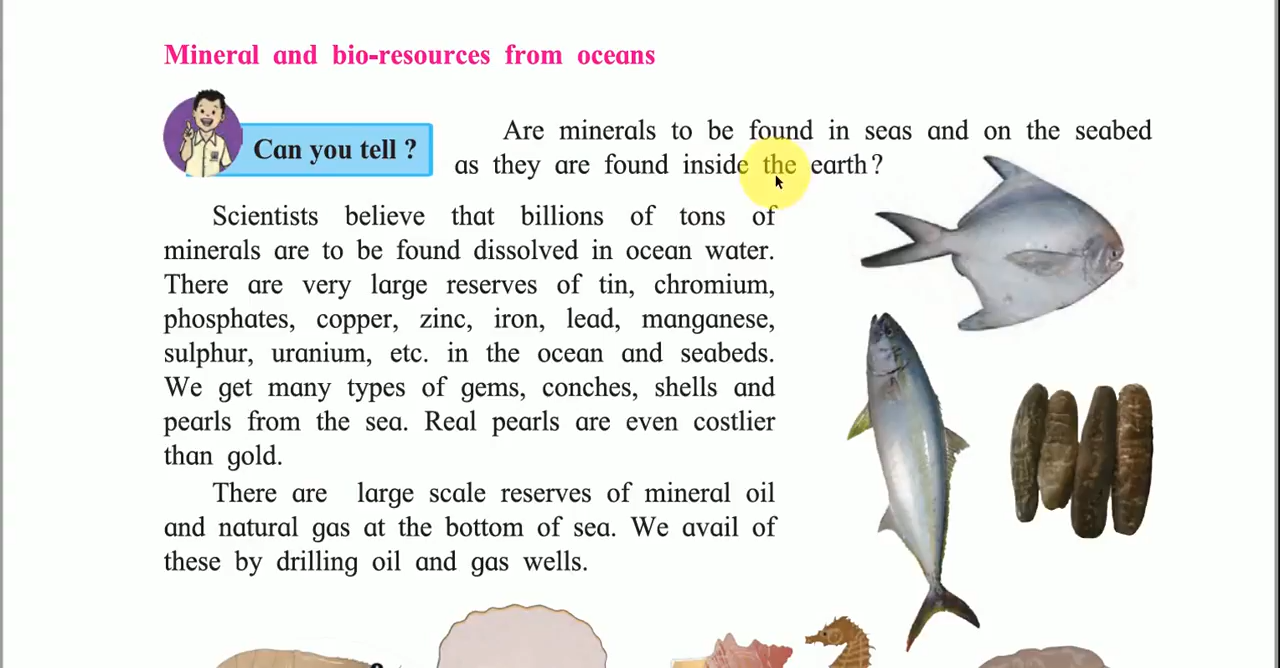 Mineral and bio-resources from oceans
Can you tell ?
Are minerals to be found in seas and on the seabed
as they are found inside the earth?
Scientists believe that billions of tons of
minerals are to be found dissolved in ocean water.
There are very large reserves of tin, chromium,
phosphates, copper, zinc, iron, lead, manganese,
sulphur, uranium, etc. in the ocean and seabeds.
We get many types of gems, conches, shells and
pearls from the sea. Real pearls are even costlier
than gold.
There are large scale reserves of mineral oil
and natural gas at the bottom of sea. We avail of
these by drilling oil and gas wells.